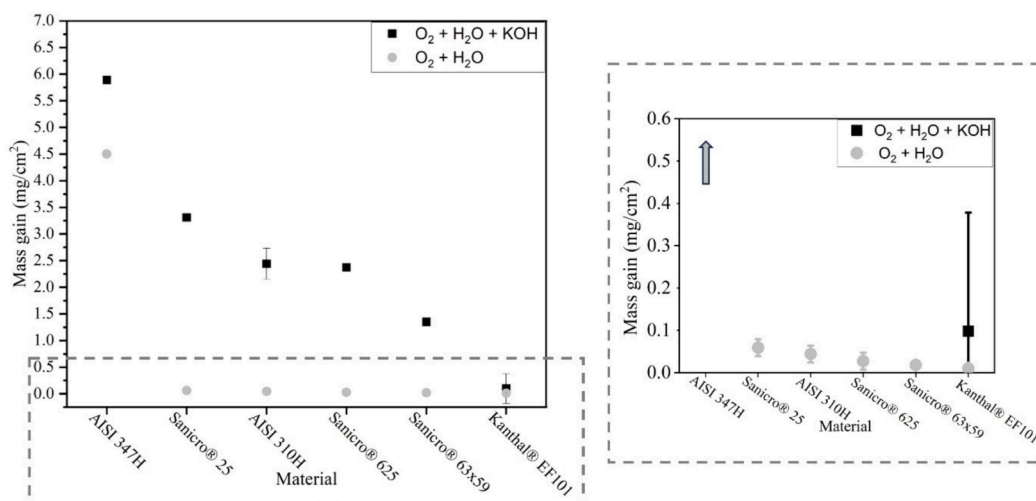 7.0
6.5
6.0
5.5
5.0
4.5
4.0
3.5
3.0
2.5
2.0
1.5
1.0
0.5
0.0
Mass gain (mg/cm²)
O₂ + H₂O + KOH
O₂ + H₂O
AISI 347H
Sanicro® 25
AISI 310H
Sanicro® 625
Sanicro® 63x59
Kanthal® EF101
Material
0.6
0.5
0.4
0.3
0.2
0.1
0.0
Mass gain (mg/cm²)
O₂ + H₂O + KOH
O₂ + H₂O
AISI 347H
Sanicro® 25
AISI 310H
Sanicro® 625
Sanicro® 63x59
Kanthal® EF101
Material